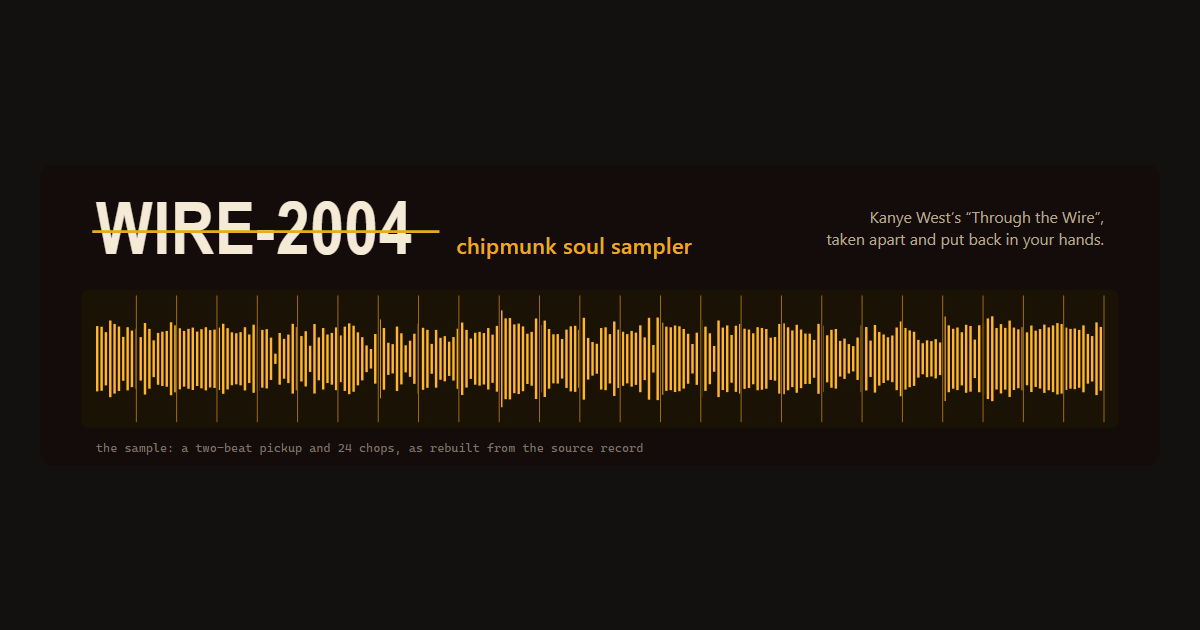 WIRE-2004
chipmunk soul sampler
Kanye West’s “Through the Wire”,
taken apart and put back in your hands.
the sample: a two-beat pickup and 24 chops, as rebuilt from the source record